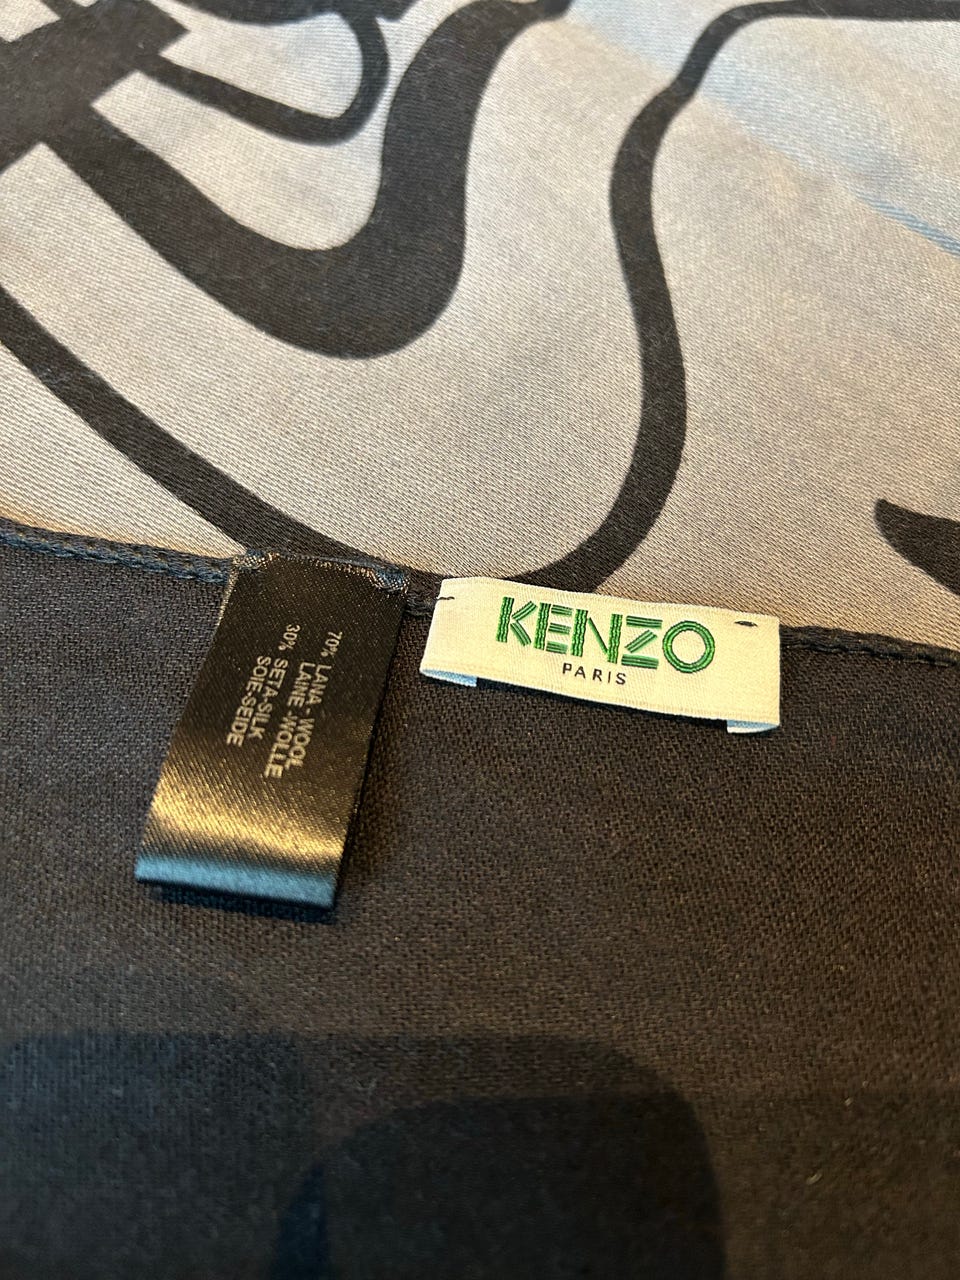 70% LANA - WOOL
LAINE - WOLLE
30% SETA-SILK
SOIE-SEIDE
KENZO
PARIS